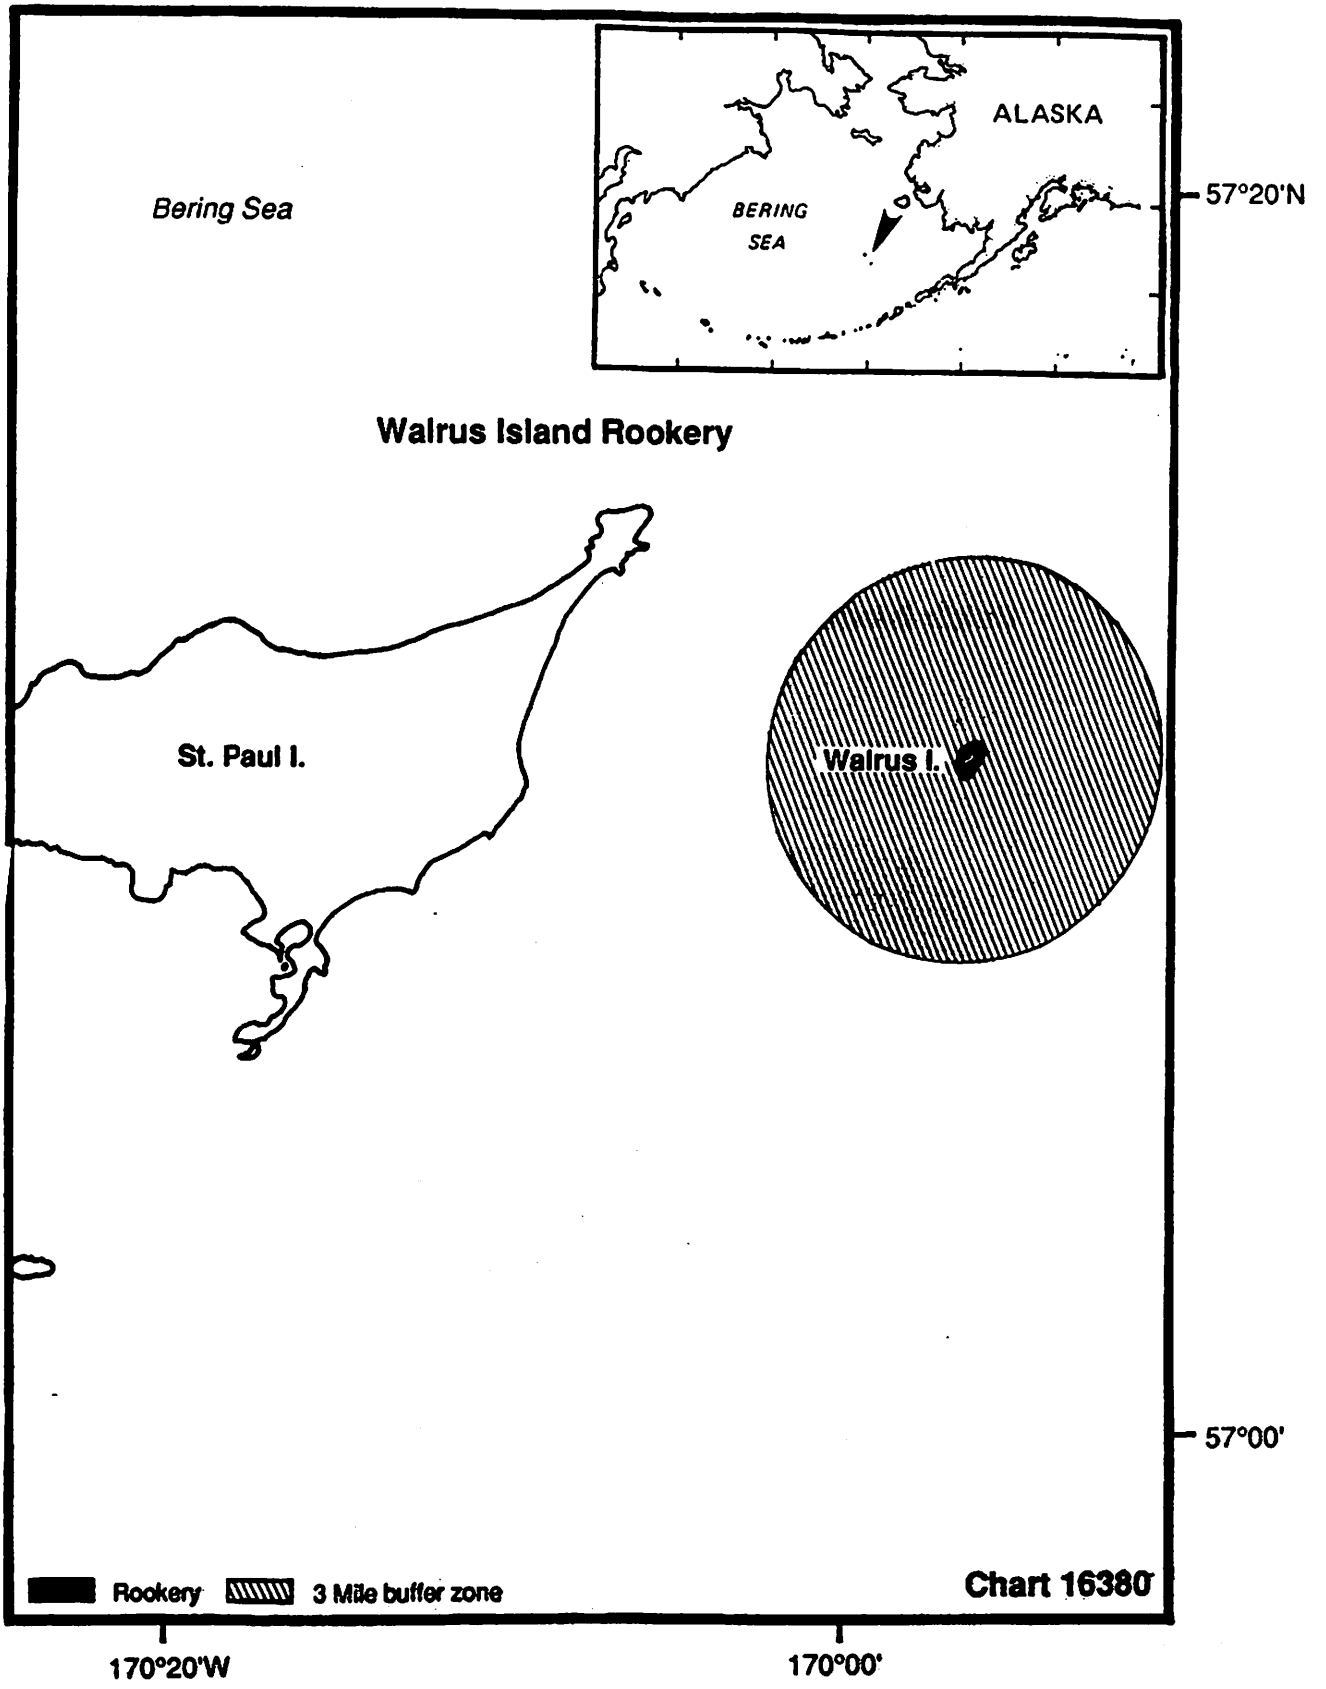 ALASKA
57°20'N
Bering Sea
BERING
SEA
Walrus Island Rookery
St. Paul I.
Walrus I.
57°00'
Rookery
3 Mile buffer zone
Chart 16380
170°20'W
170°00'